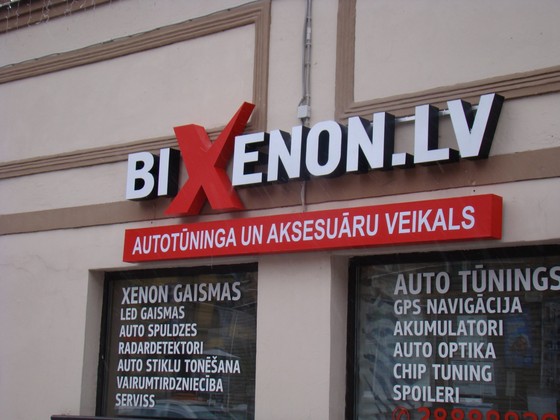 BIXENON.LV
AUTOTŪNINGA UN AKSESUĀRU VEIKALS
XENON GAISMAS
LED GAISMAS
AUTO SPULDZES
RADARDETEKTORI
AUTO STIKLU TONĒŠANA
VAIRUMTIRDZNIECĪBA
SERVISS
AUTO TŪNINGS
GPS NAVIGĀCIJA
AKUMULATORI
AUTO OPTIKA
CHIP TUNING
SPOILERI